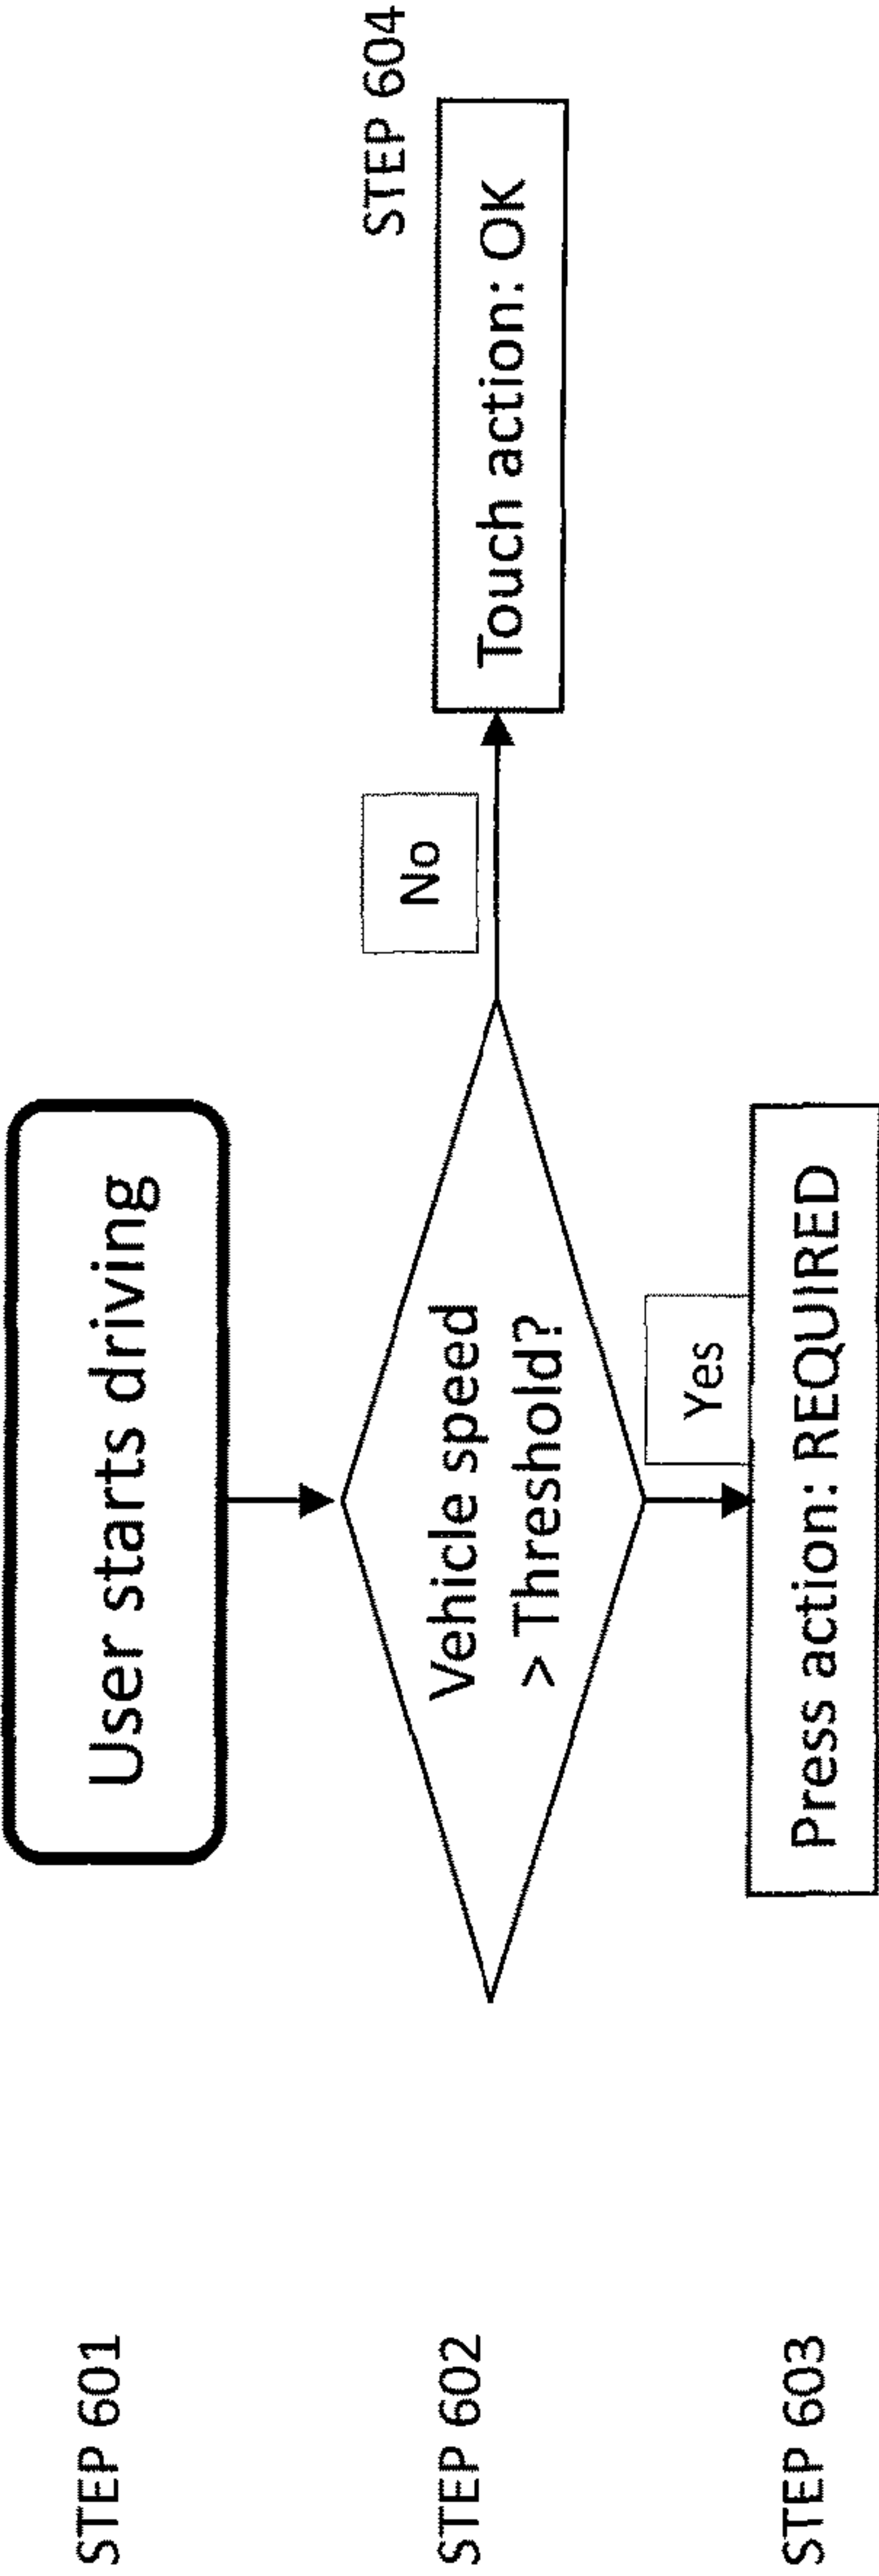 STEP 601
User starts driving
STEP 602
Vehicle speed
> Threshold?
No
STEP 604
Touch action: OK
Yes
STEP 603
Press action: REQUIRED